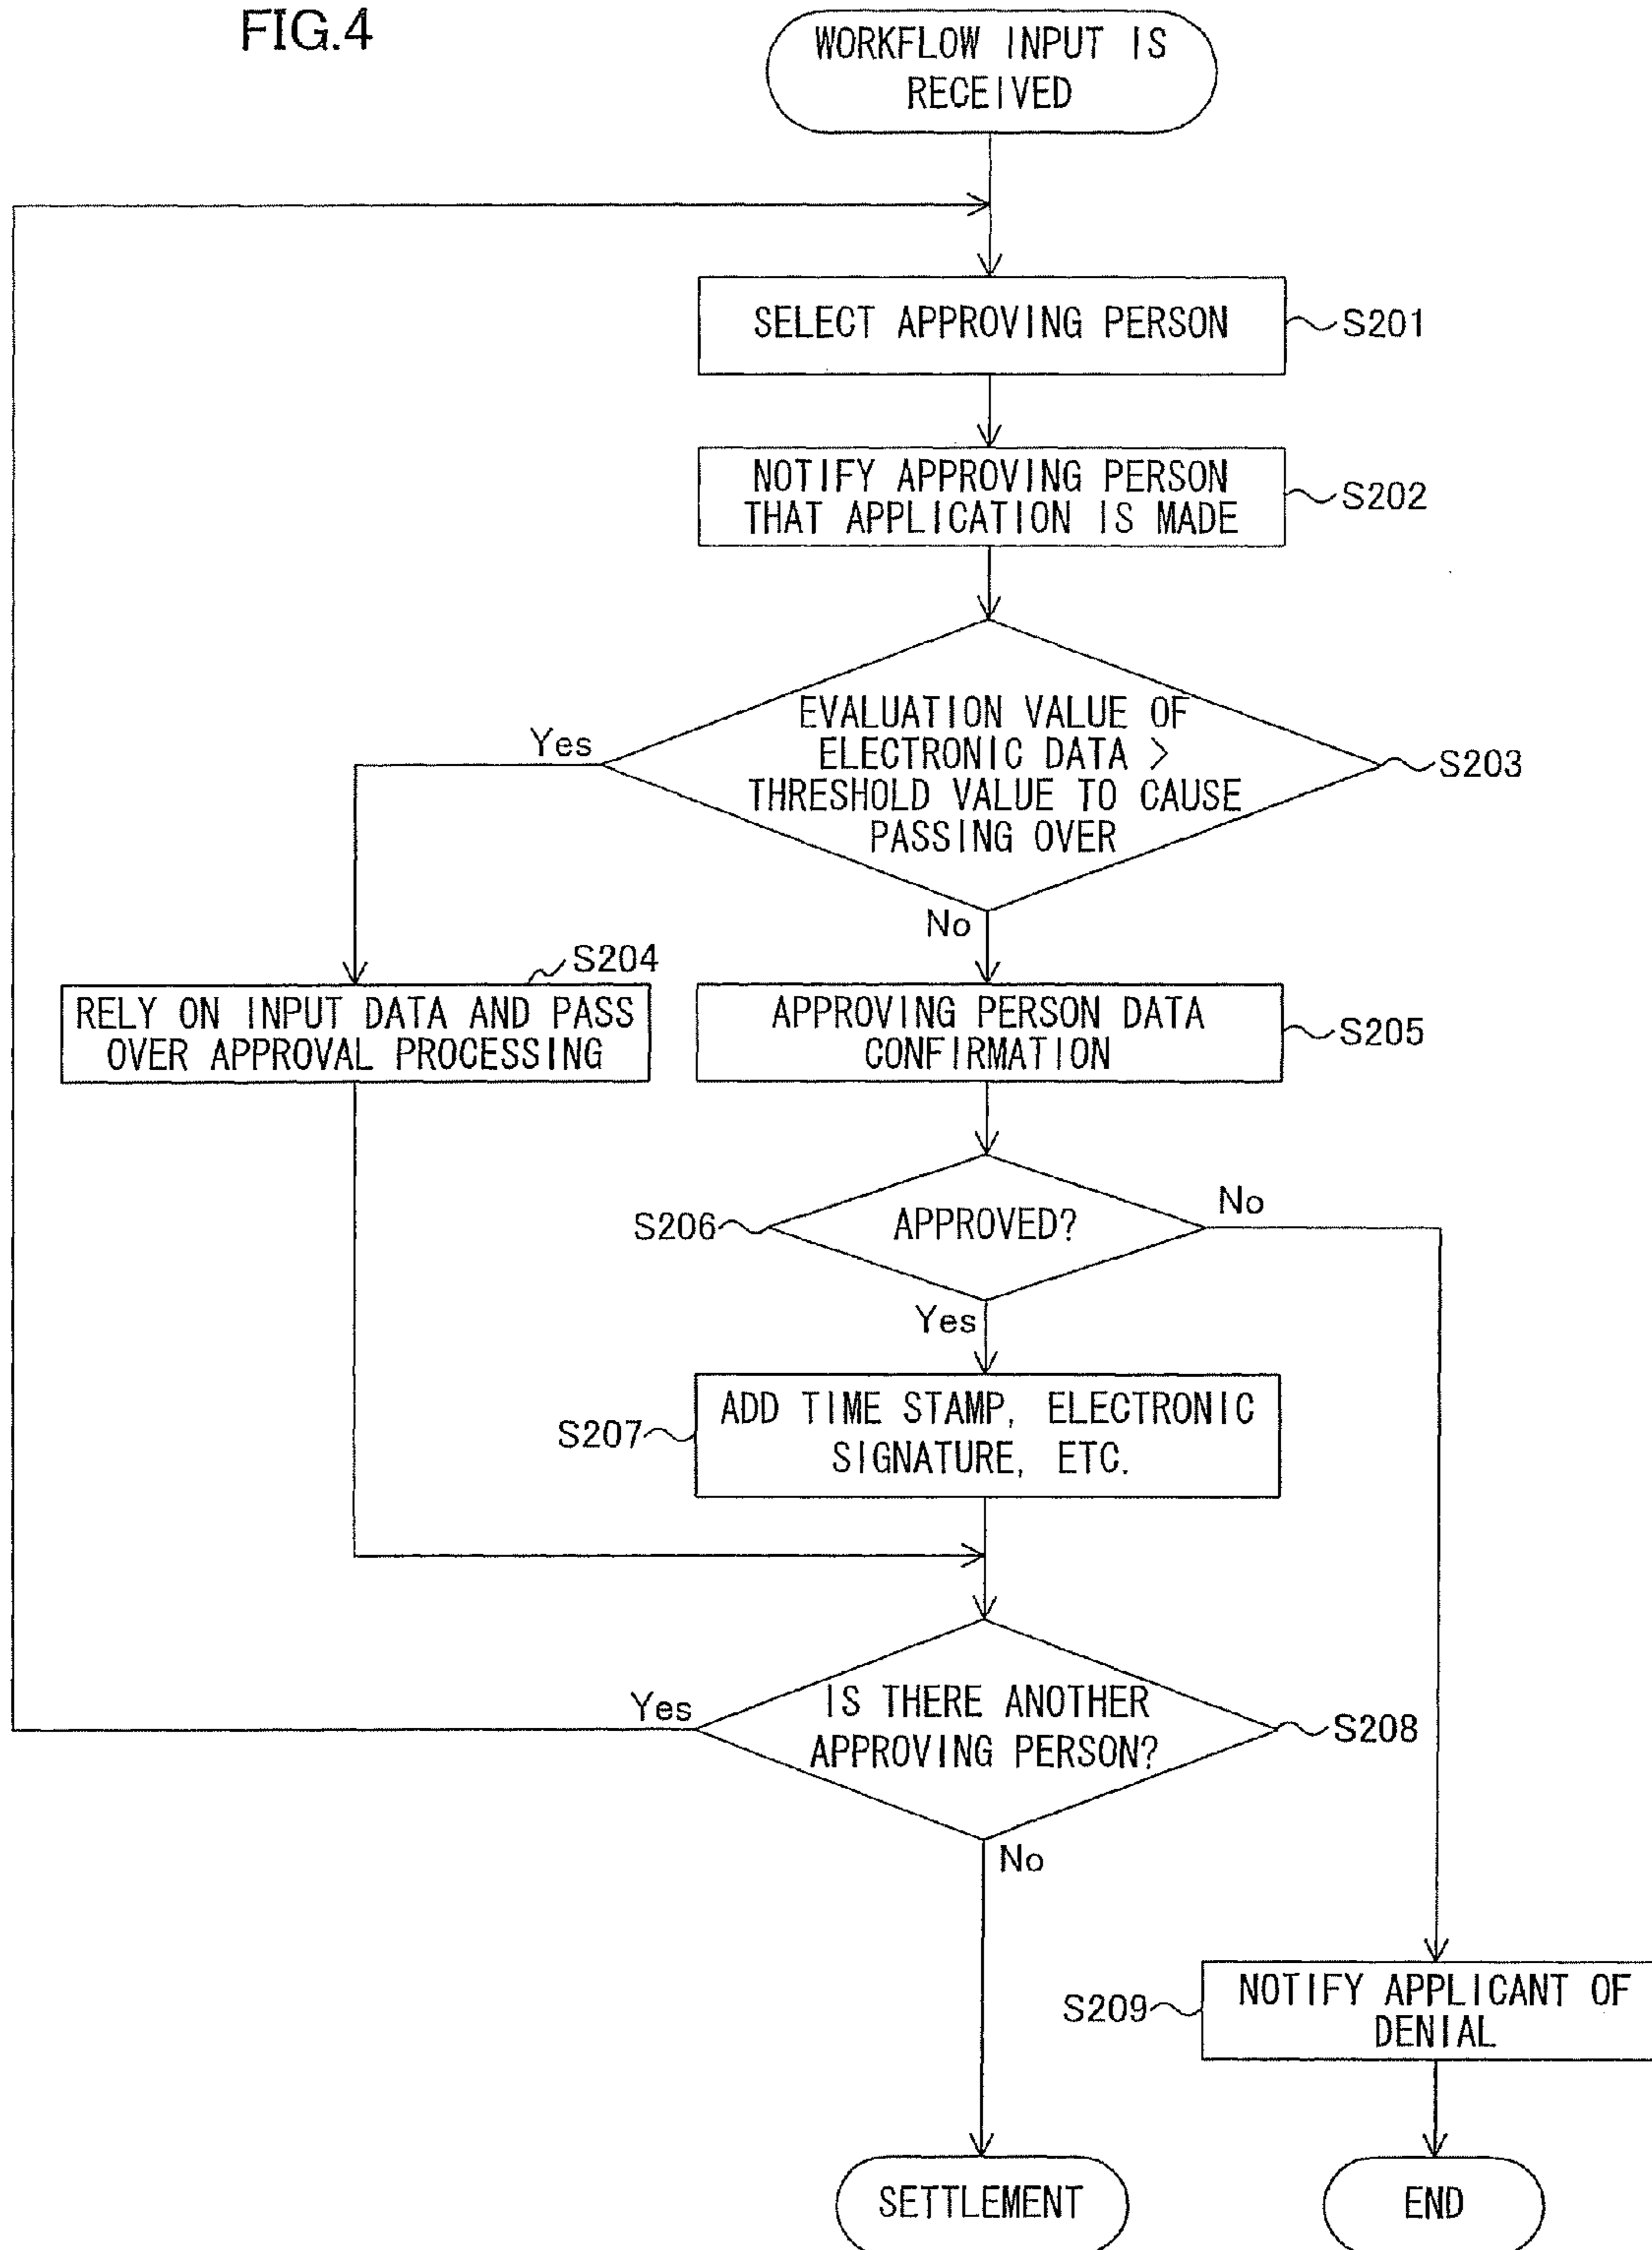 FIG.4
WORKFLOW INPUT IS
RECEIVED
SELECT APPROVING PERSON
S201
NOTIFY APPROVING PERSON
THAT APPLICATION IS MADE
S202
EVALUATION VALUE OF
ELECTRONIC DATA >
THRESHOLD VALUE TO CAUSE
PASSING OVER
S203
Yes
No
S204
RELY ON INPUT DATA AND PASS
OVER APPROVAL PROCESSING
APPROVING PERSON DATA
CONFIRMATION
S205
S206
APPROVED?
No
Yes
S207
ADD TIME STAMP, ELECTRONIC
SIGNATURE, ETC.
Yes
IS THERE ANOTHER
APPROVING PERSON?
S208
No
S209
NOTIFY APPLICANT OF
DENIAL
SETTLEMENT
END